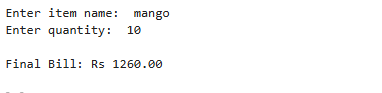 Enter item name:  mango
Enter quantity:  10
Final Bill: Rs 1260.00